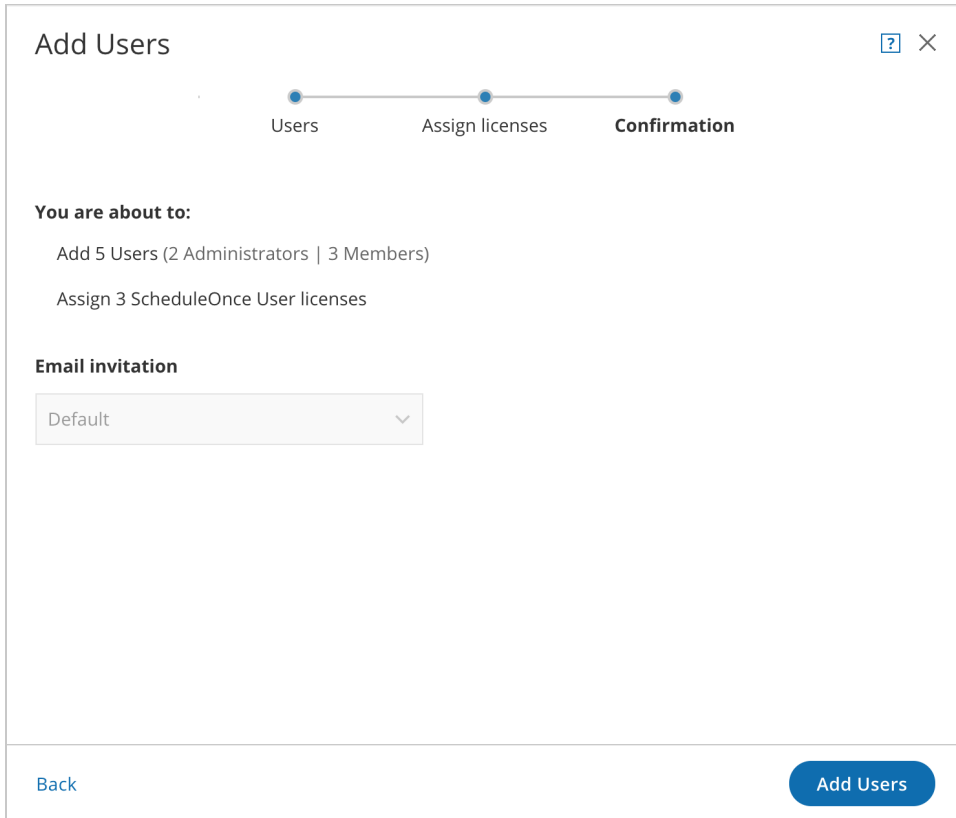 Add Users
?
Users
Assign licenses
Confirmation
You are about to:
Add 5 Users (2 Administrators | 3 Members)
Assign 3 ScheduleOnce User licenses
Email invitation
Default
Back
Add Users